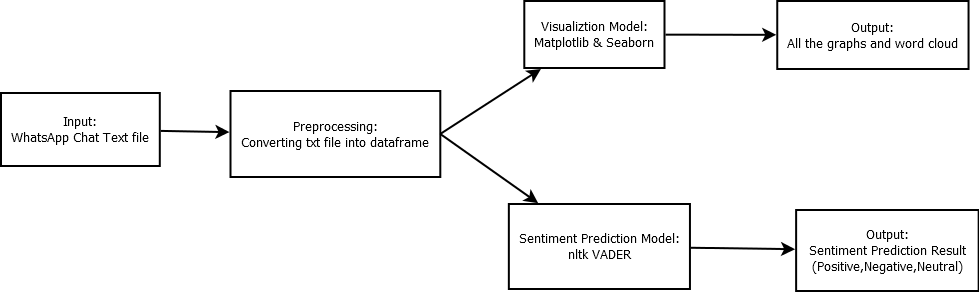 Input:
WhatsApp Chat Text file
Preprocessing:
Converting txt file into dataframe
Visualiztion Model:
Matplotlib & Seaborn
Output:
All the graphs and word cloud
Sentiment Prediction Model:
nltk VADER
Output:
Sentiment Prediction Result
(Positive,Negative,Neutral)